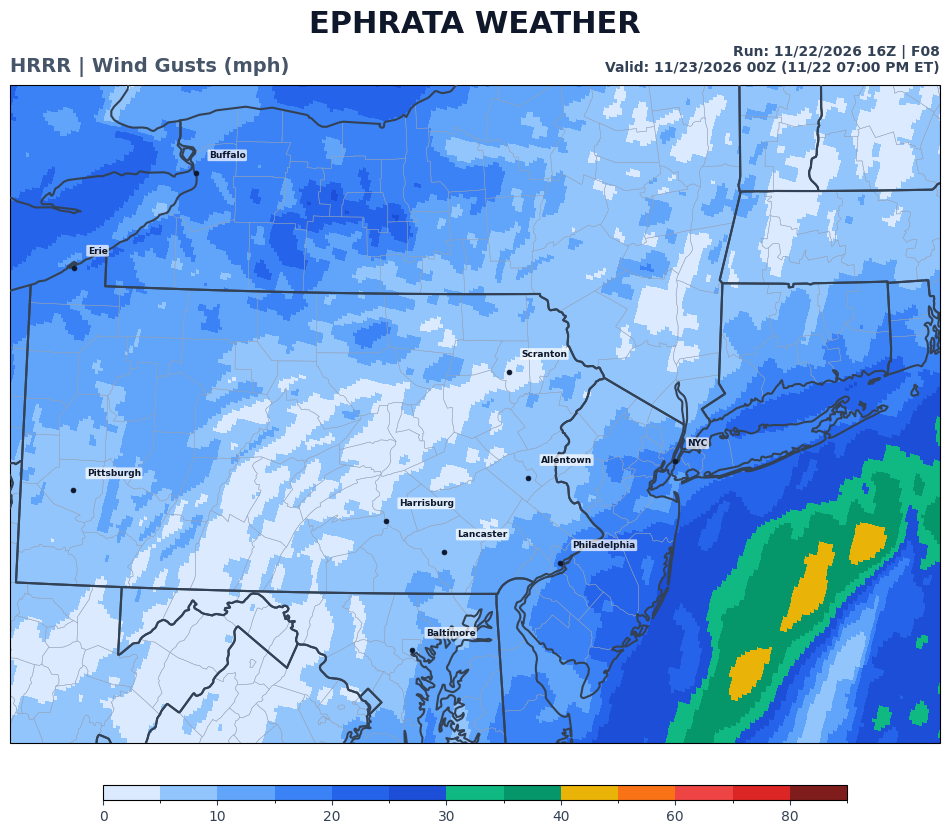 EPHRATA WEATHER
HRRR | Wind Gusts (mph)
Run: 11/22/2026 16Z | F08
Valid: 11/23/2026 00Z (11/22 07:00 PM ET)
Buffalo
Erie
Scranton
NYC
Allentown
Pittsburgh
Harrisburg
Lancaster
Philadelphia
Baltimore
0 10 20 30 40 50 60 70 80